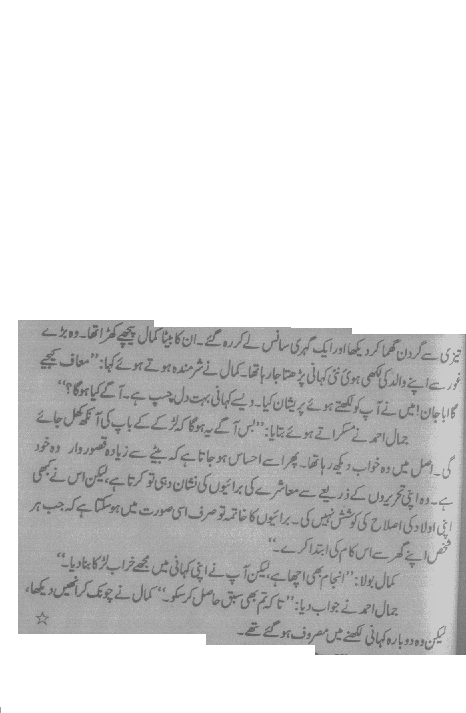 تیزی سے گردن گھما کر دیکھا اور ایک گہری سانس لے کر رہ گئے۔ ان کا بیٹا کمال پیچھے کھڑا تھا۔ وہ بڑے
غور سے اپنے والد کی لکھی ہوئی نئی کہانی پڑھتا جا رہا تھا۔ کمال نے شرمندہ ہوتے ہوئے کہا: ’’معاف کیجیے
گا ابا جان! میں نے آپ کو لکھتے ہوئے پریشان کیا۔ ویسے کہانی بہت دل چسپ ہے۔ آگے کیا ہوگا؟‘‘
جمال احمد نے مسکراتے ہوئے بتایا: ’’بس آگے یہ ہوگا کہ لڑکے کے باپ کی آنکھ کھل جائے
گی۔ اصل میں وہ خواب دیکھ رہا تھا۔ پھر اسے احساس ہو جاتا ہے کہ بیٹے سے زیادہ قصوروار وہ خود
ہے۔ وہ اپنی تحریروں کے ذریعے سے معاشرے کی برائیوں کی نشان دہی تو کرتا ہے، لیکن اس نے کبھی
اپنی اولاد کی اصلاح کی کوشش نہیں کی۔ برائیوں کا خاتمہ تو صرف اسی صورت میں ہو سکتا ہے کہ جب ہر
شخص اپنے گھر سے اس کام کی ابتدا کرے۔‘‘
کمال بولا: ’’انجام بھی اچھا ہے، لیکن آپ نے اپنی کہانی میں مجھے خراب لڑکا بنا دیا۔‘‘
جمال احمد نے جواب دیا: ’’تاکہ تم بھی سبق حاصل کر سکو۔‘‘ کمال نے چونک کر انھیں دیکھا،
لیکن وہ دوبارہ کہانی لکھنے میں مصروف ہو گئے تھے۔ ☆